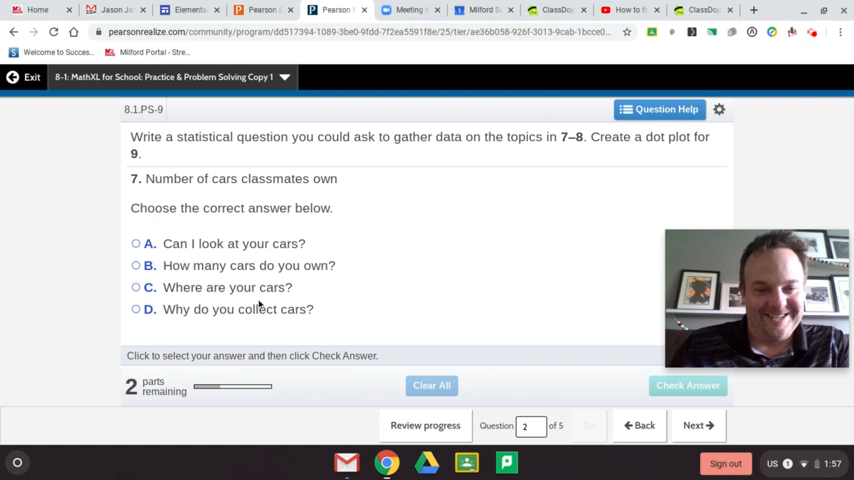 Home
Jason Ja
Elementa
Pearson E
Pearson R
Meeting I
Milford E
ClassDoj
How to fi
ClassDoj
pearsonrealize.com/community/program/dd517394-1089-3be0-9fdd-7f2ea5591f8e/25/tier/ae36b058-926f-3013-9cab-1bcce0...
Welcome to Succes...
Milford Portal - Stre...
Exit
8-1: MathXL for School: Practice & Problem Solving Copy 1
8.1.PS-9
Question Help
Write a statistical question you could ask to gather data on the topics in 7–8. Create a dot plot for
9.
7. Number of cars classmates own
Choose the correct answer below.
A. Can I look at your cars?
B. How many cars do you own?
C. Where are your cars?
D. Why do you collect cars?
Click to select your answer and then click Check Answer.
2 parts
remaining
Clear All
Check Answer
Review progress
Question 2 of 5
Go
Back
Next
Sign out
US
1
1:57